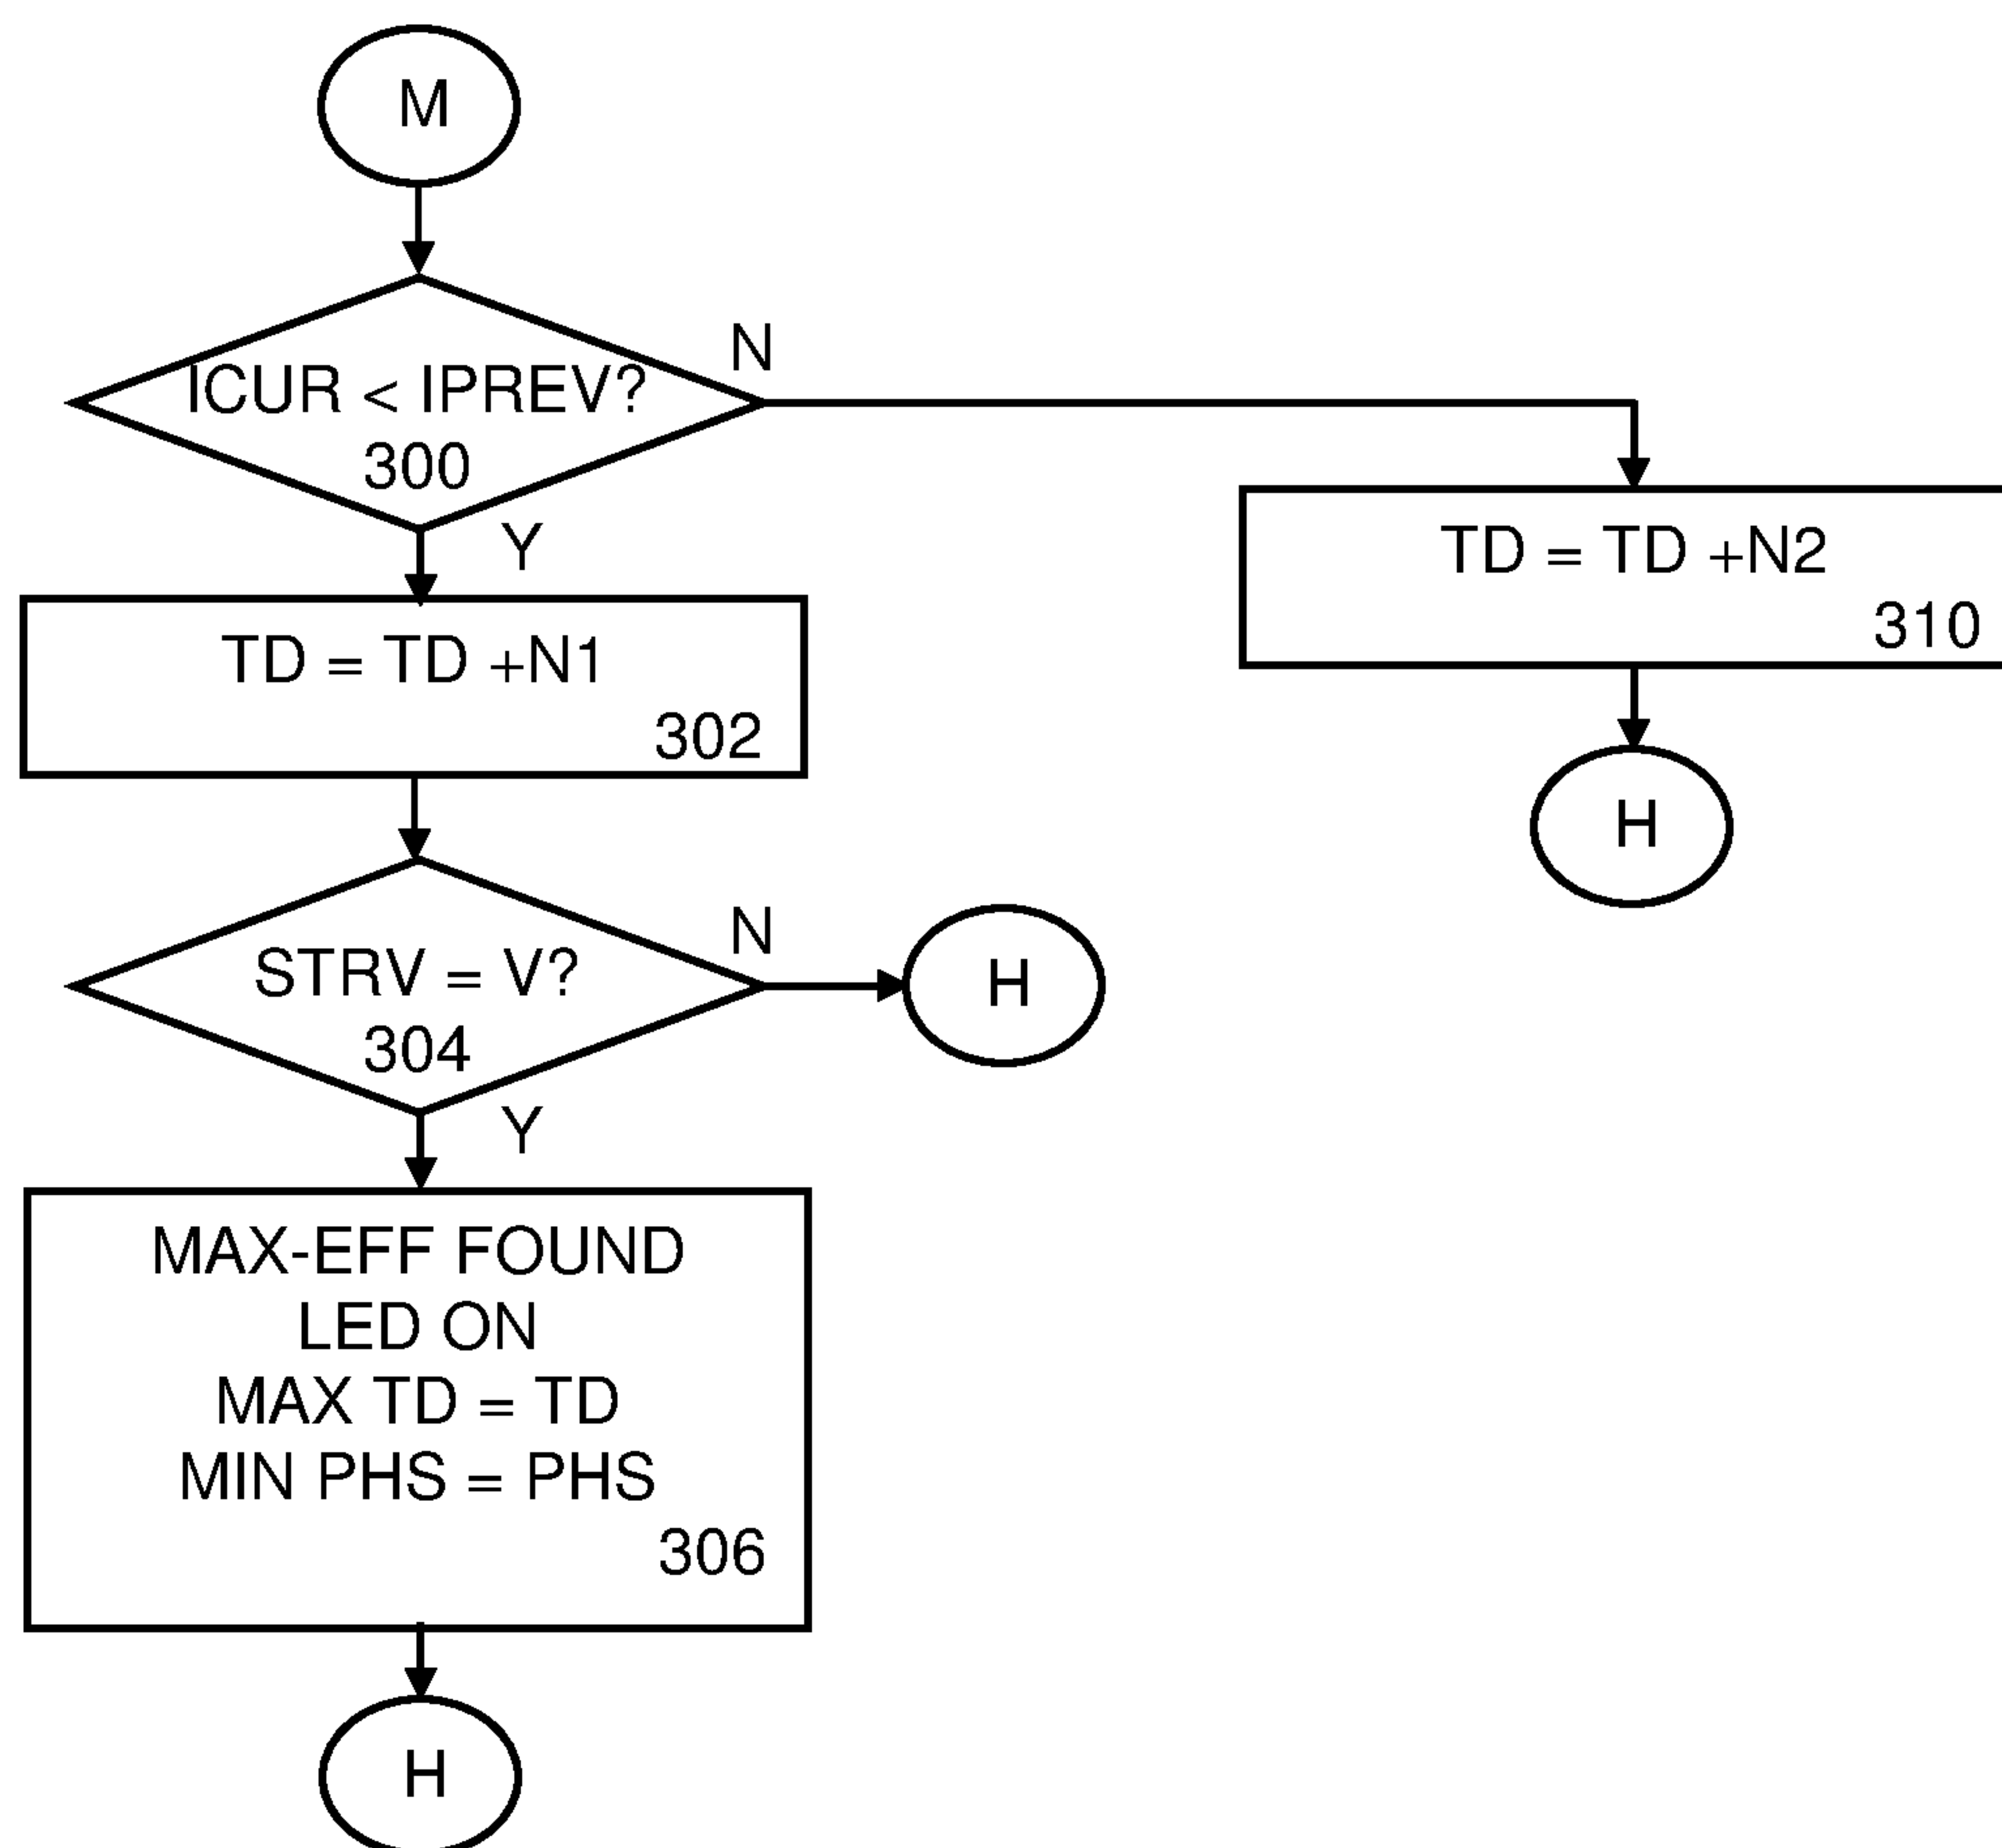 M
ICUR < IPREV?
300
N
Y
TD = TD +N1
302
TD = TD +N2
310
H
STRV = V?
304
N
H
Y
MAX-EFF FOUND
LED ON
MAX TD = TD
MIN PHS = PHS
306
H